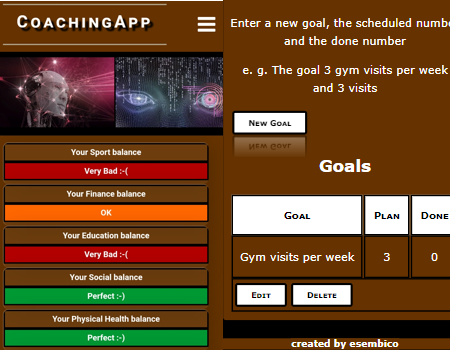 CoachingApp
Your Sport balance
Very Bad :-(
Your Finance balance
OK
Your Education balance
Very Bad :-(
Your Social balance
Perfect :-)
Your Physical Health balance
Perfect :-)
Enter a new goal, the scheduled numbe
and the done number
e. g. The goal 3 gym visits per week
and 3 visits
New Goal
Goals
Goal Plan Done
Gym visits per week 3 0
Edit Delete
created by esembico